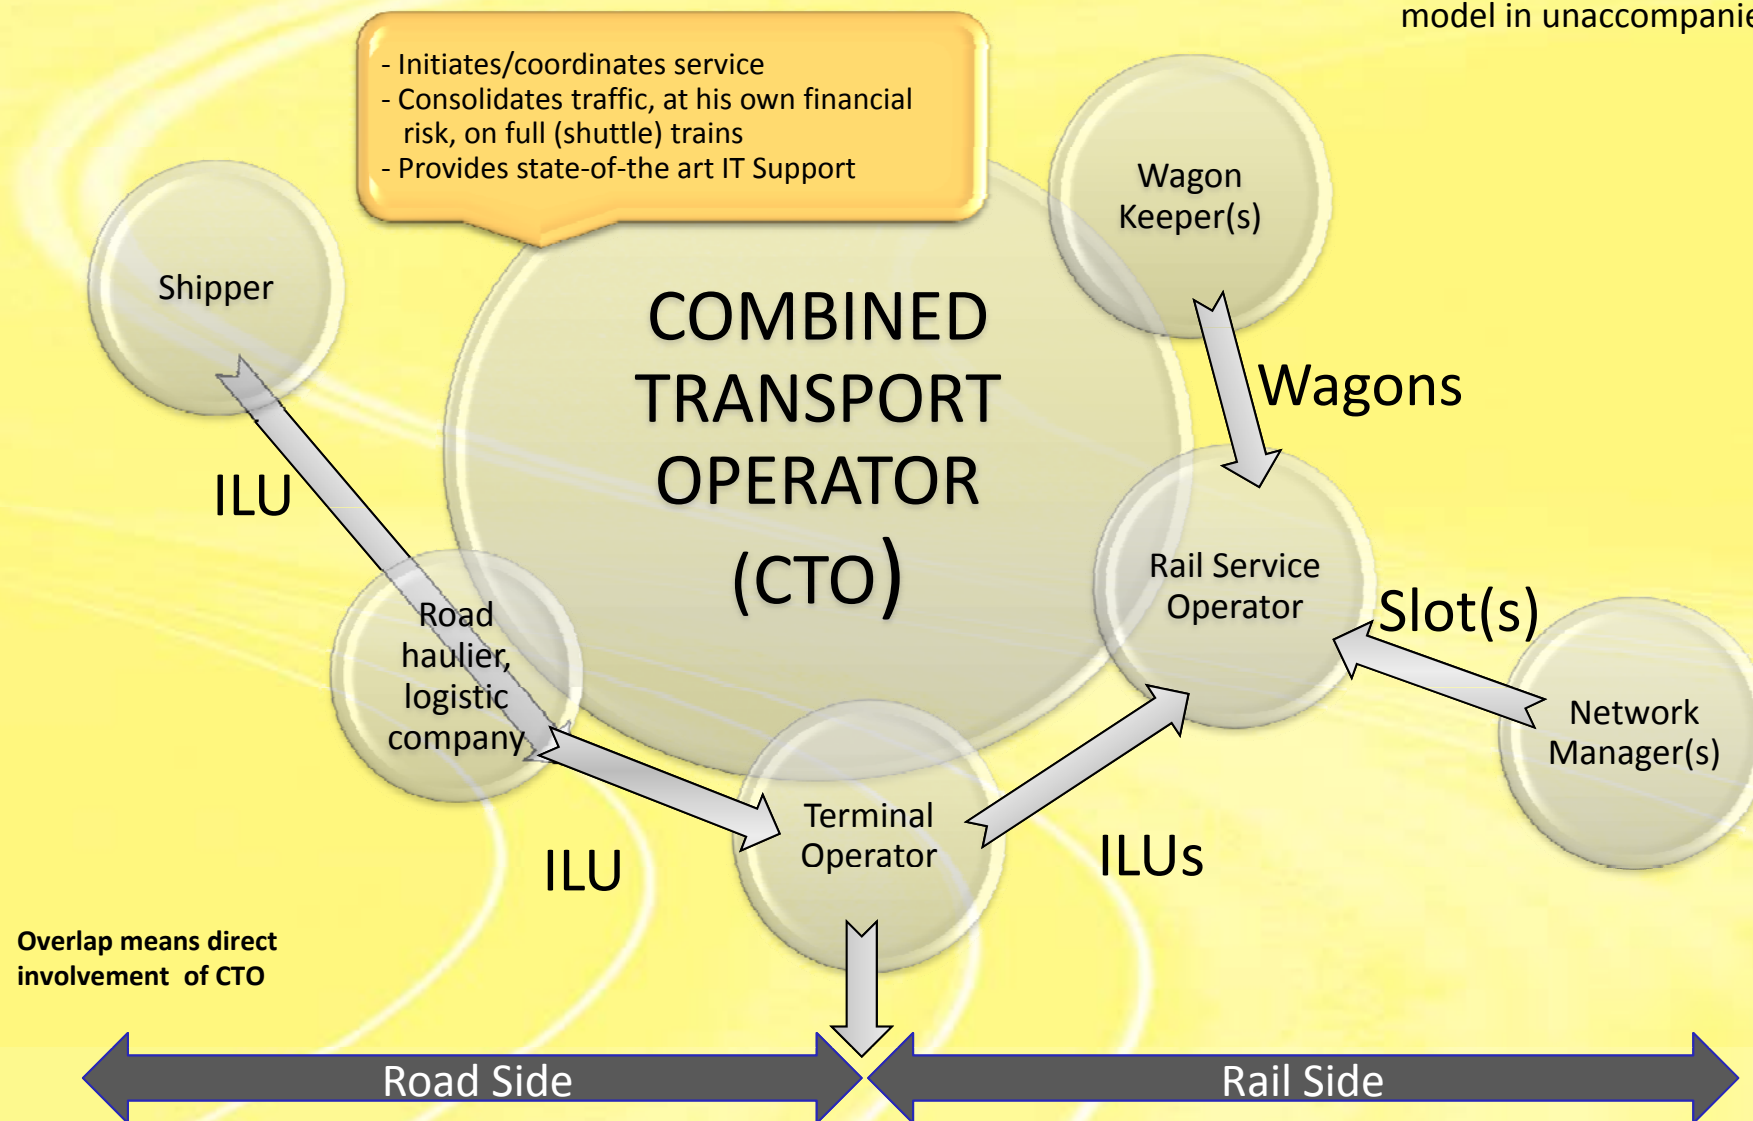 model in unaccompanie
- Initiates/coordinates service
- Consolidates traffic, at his own financial
risk, on full (shuttle) trains
- Provides state-of-the art IT Support
Wagon
Keeper(s)
Shipper
COMBINED
TRANSPORT
OPERATOR
(CTO)
Wagons
ILU
Rail Service
Operator
Slot(s)
Road
haulier,
logistic
company
Network
Manager(s)
Terminal
Operator
ILU
ILUs
Overlap means direct
involvement of CTO
Road Side
Rail Side